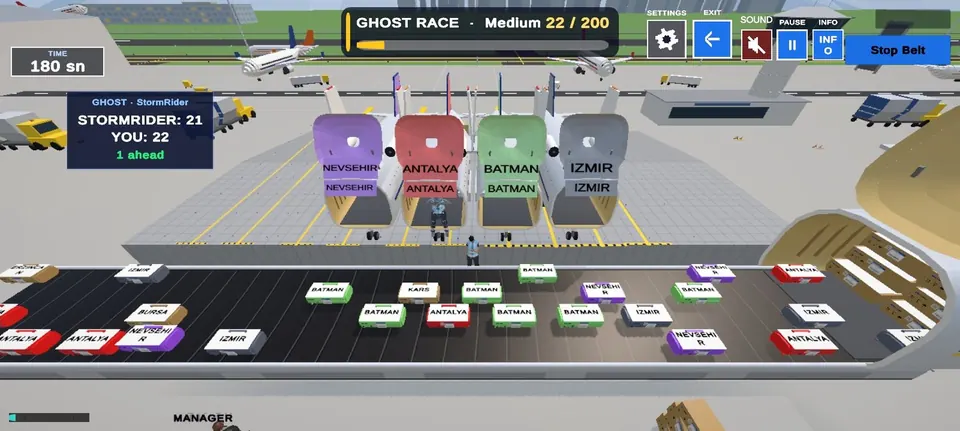 GHOST RACE · Medium 22 / 200
SETTINGS
EXIT
SOUND
PAUSE
INFO
INF
O
Stop Belt
TIME
180 sn
GHOST · StormRider
STORMRIDER: 21
YOU: 22
1 ahead
NEVSEHIR
ANTALYA
BATMAN
IZMIR
NEVSEHIR
ANTALYA
BATMAN
IZMIR
IZMIR
BATMAN
NEVSEHI
R
ANTALYA
BATMAN
KARS
BATMAN
NEVSEHI
R
BATMAN
BURSA
BATMAN
ANTALYA
BATMAN
BATMAN
IZMIR
IZMIR
ANTALYA
ANTALYA
NEVSEHI
R
IZMIR
NEVSEHI
R
ANTALYA
MANAGER